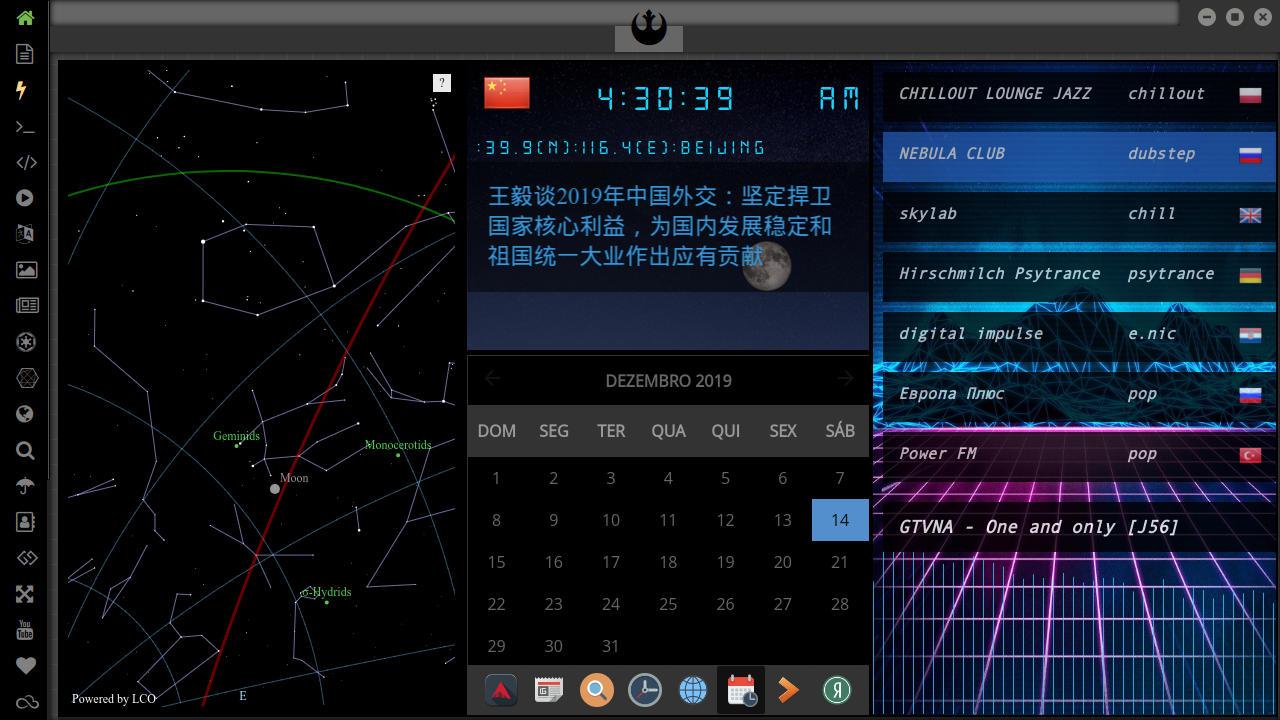 ?
Geminids
Monocerotids
Moon
σ-Hydrids
Powered by LCO
E
4:30:39 AM
:39.9(N):116.4(E):BEIJING
王毅谈2019年中国外交：坚定捍卫
国家核心利益，为国内发展稳定和
祖国统一大业作出应有贡献
DEZEMBRO 2019
DOM SEG TER QUA QUI SEX SÁB
1 2 3 4 5 6 7
8 9 10 11 12 13 14
15 16 17 18 19 20 21
22 23 24 25 26 27 28
29 30 31
CHILLOUT LOUNGE JAZZ chillout
NEBULA CLUB dubstep
skylab chill
Hirschmilch Psytrance psytrance
digital impulse e.nic
Европа Плюс pop
Power FM pop
GTVNA - One and only [J56]
You
Tube
Я